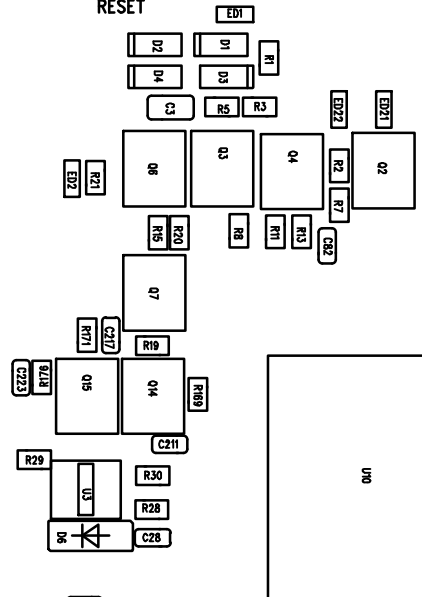 RESET
ED1
D2
D1
R1
D4
D3
C3
R5
R3
ED22
ED21
Q6
Q3
Q4
R2
Q2
ED2
R21
R7
R15
R20
R8
R11
R13
C82
Q7
R171
C217
R19
C223
R176
Q15
Q14
R169
C211
R29
U3
R30
U10
R28
D6
C28